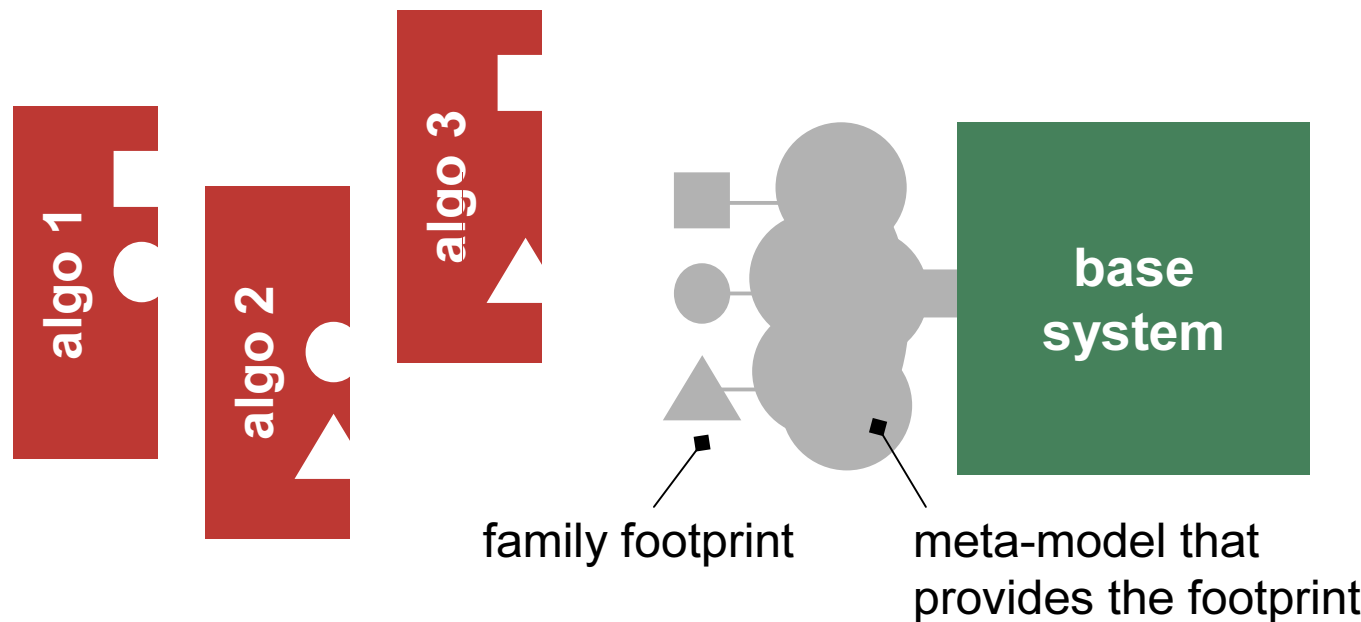 algo 1
algo 2
algo 3
base
system
family footprint
meta-model that
provides the footprint